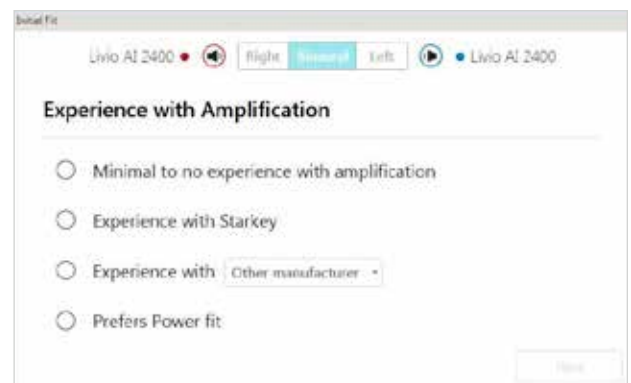 Initial Fit
Livio AI 2400 Right Binaural Left Livio AI 2400
Experience with Amplification
Minimal to no experience with amplification
Experience with Starkey
Experience with Other manufacturer
Prefers Power fit
Next